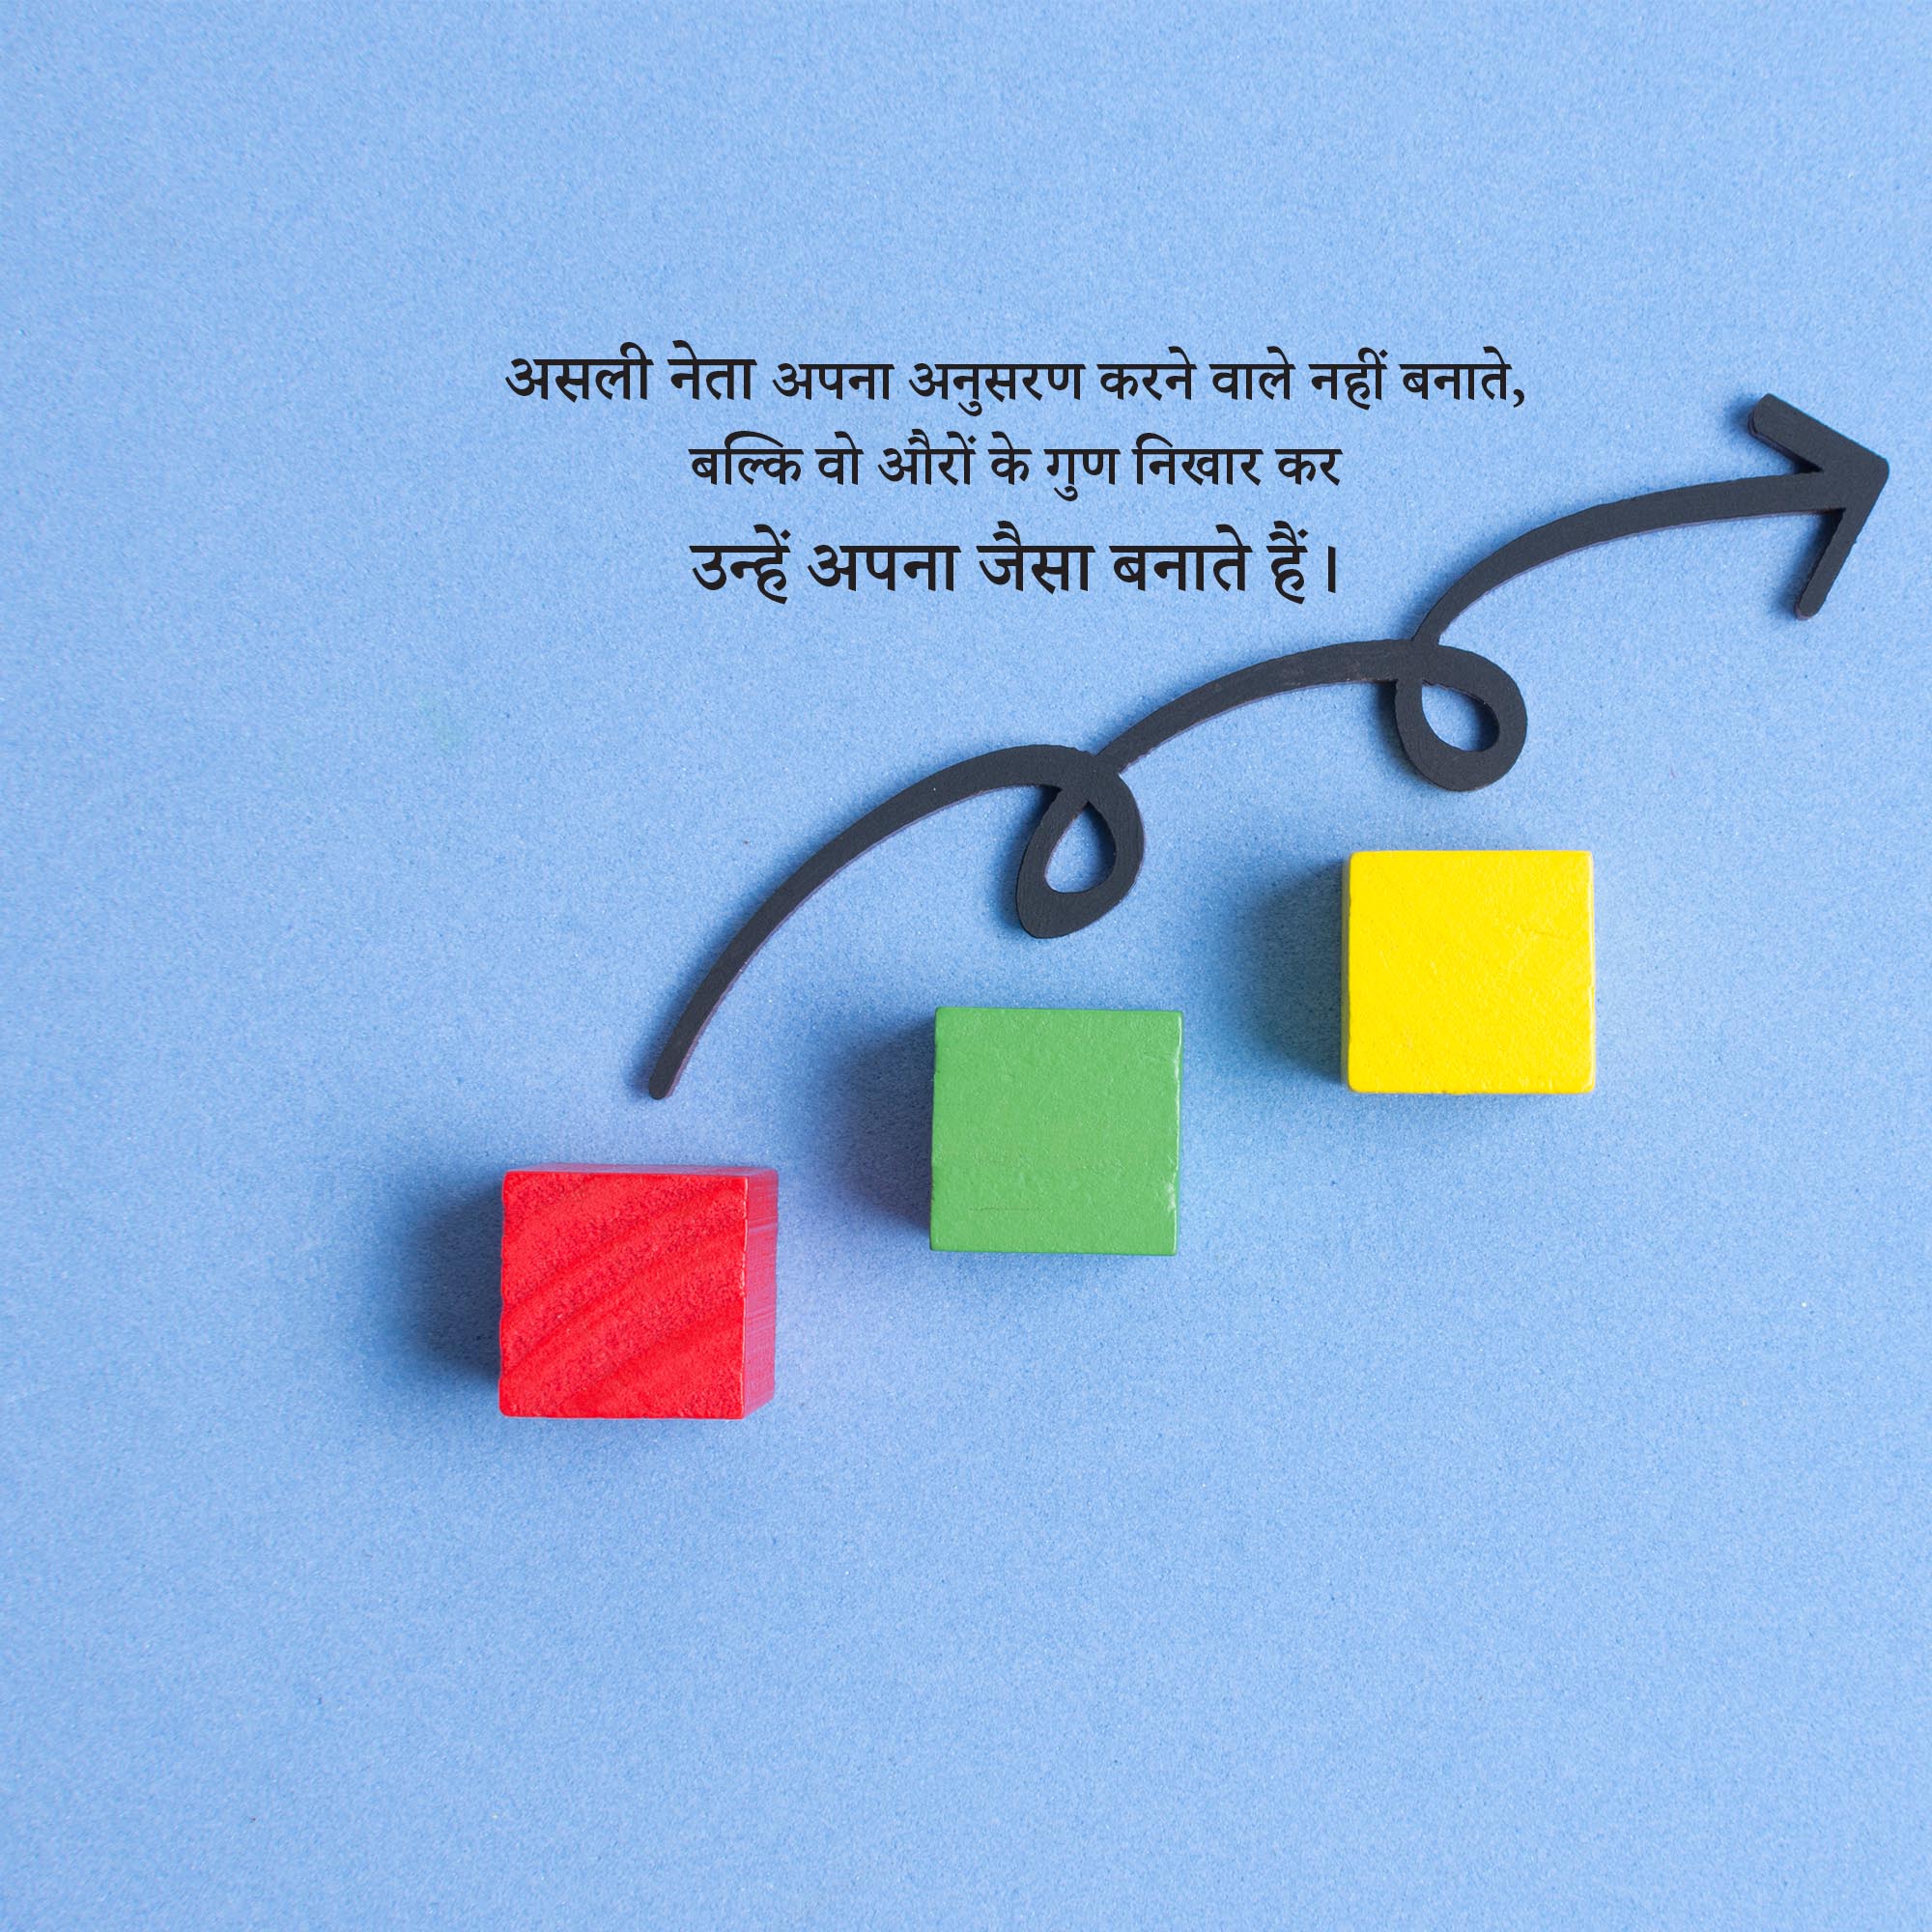 असली नेता अपना अनुसरण करने वाले नहीं बनाते,
बल्कि वो औरों के गुण निखार कर
उन्हें अपना जैसा बनाते हैं।